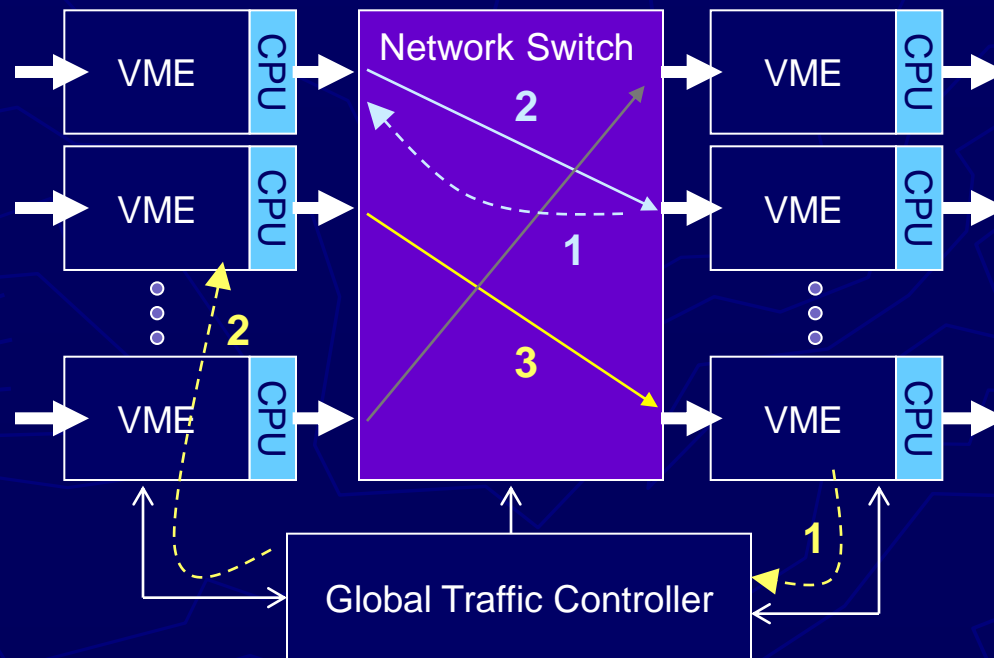 VME CPU
Network Switch
VME CPU
2
VME CPU
VME CPU
1
2
3
VME CPU
VME CPU
1
Global Traffic Controller